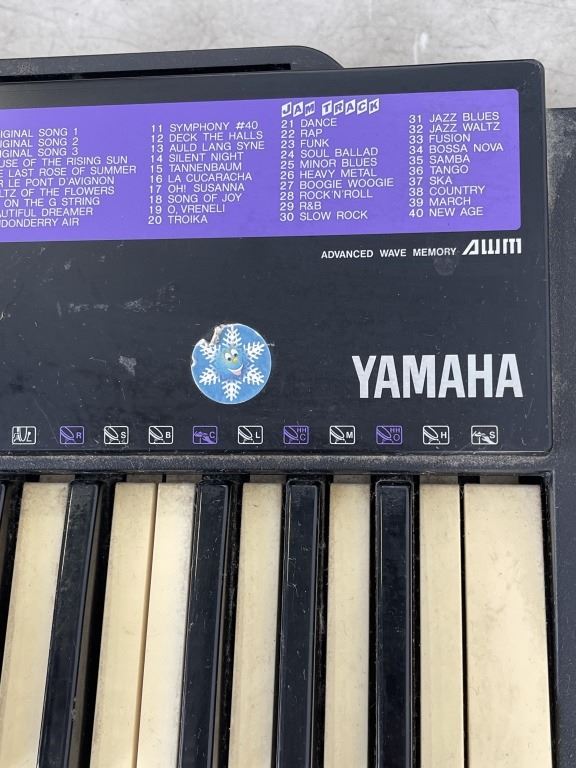 JAM TRACK
RIGINAL SONG 1
RIGINAL SONG 2
RIGINAL SONG 3
USE OF THE RISING SUN
E LAST ROSE OF SUMMER
R LE PONT D'AVIGNON
LTZ OF THE FLOWERS
ON THE G STRING
AUTIFUL DREAMER
NDONDERRY AIR
11 SYMPHONY #40
12 DECK THE HALLS
13 AULD LANG SYNE
14 SILENT NIGHT
15 TANNENBAUM
16 LA CUCARACHA
17 OH! SUSANNA
18 SONG OF JOY
19 O, VRENELI
20 TROIKA
21 DANCE
22 RAP
23 FUNK
24 SOUL BALLAD
25 MINOR BLUES
26 HEAVY METAL
27 BOOGIE WOOGIE
28 ROCK'N'ROLL
29 R&B
30 SLOW ROCK
31 JAZZ BLUES
32 JAZZ WALTZ
33 FUSION
34 BOSSA NOVA
35 SAMBA
36 TANGO
37 SKA
38 COUNTRY
39 MARCH
40 NEW AGE
ADVANCED WAVE MEMORY AWM
YAMAHA
R S B C L HH C M HH O H S